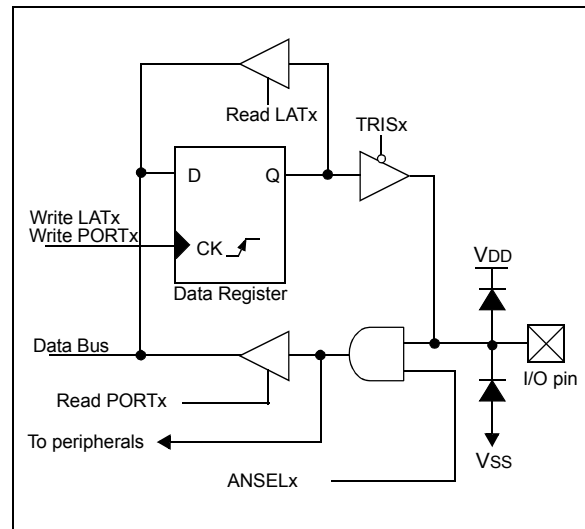 Read LATx
TRISx
D Q
Write LATx
Write PORTx
CK
Data Register
VDD
Data Bus
I/O pin
Read PORTx
To peripherals
VSS
ANSELx